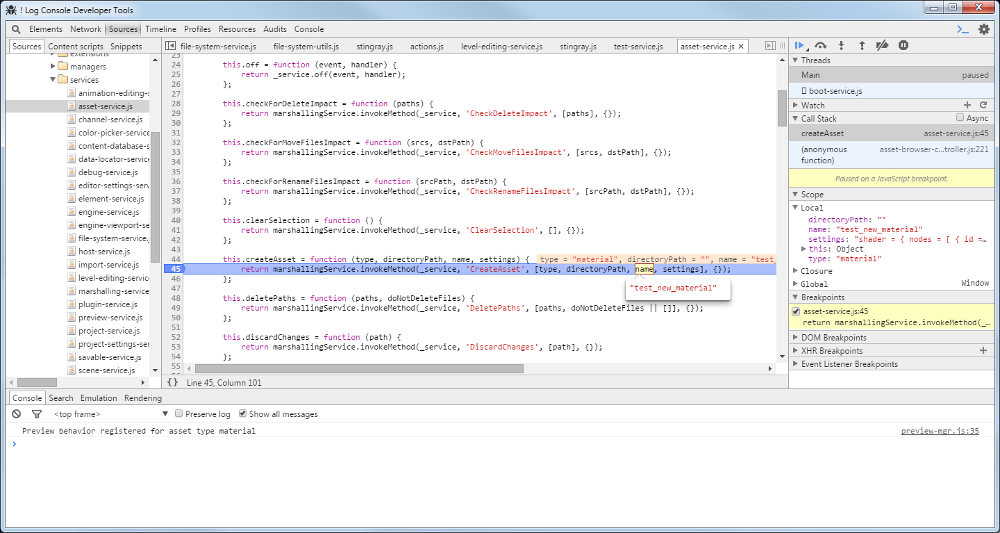 ! Log Console Developer Tools
Elements Network Sources Timeline Profiles Resources Audits Console
Sources Content scripts Snippets
file-system-service.js file-system-utils.js stingray.js actions.js level-editing-service.js stingray.js test-service.js asset-service.js ×
managers
services
animation-editing-s
asset-service.js
channel-service.js
color-picker-service
content-database-s
data-locator-service
debug-service.js
editor-settings-serv
element-service.js
engine-service.js
engine-viewport-se
file-system-service.
host-service.js
import-service.js
level-editing-service
marshalling-service
plugin-service.js
preview-service.js
project-service.js
project-settings-ser
savable-service.js
scene-service.js
23
24 this.off = function (event, handler) {
25 return _service.off(event, handler);
26 };
27
28 this.checkForDeleteImpact = function (paths) {
29 return marshallingService.invokeMethod(_service, 'CheckDeleteImpact', [paths], {});
30 };
31
32 this.checkForMoveFilesImpact = function (srcs, dstPath) {
33 return marshallingService.invokeMethod(_service, 'CheckMoveFilesImpact', [srcs, dstPath], {});
34 };
35
36 this.checkForRenameFilesImpact = function (srcPath, dstPath) {
37 return marshallingService.invokeMethod(_service, 'CheckRenameFilesImpact', [srcPath, dstPath], {});
38 };
39
40 this.clearSelection = function () {
41 return marshallingService.invokeMethod(_service, 'ClearSelection', [], {});
42 };
43
44 this.createAsset = function (type, directoryPath, name, settings) { type = "material", directoryPath = "", name = "test_
45 return marshallingService.invokeMethod(_service, 'CreateAsset', [type, directoryPath, name, settings], {});
46 };
"test_new_material"
47
48 this.deletePaths = function (paths, doNotDeleteFiles) {
49 return marshallingService.invokeMethod(_service, 'DeletePaths', [paths, doNotDeleteFiles || []], {});
50 };
51
52 this.discardChanges = function (path) {
53 return marshallingService.invokeMethod(_service, 'DiscardChanges', [path], {});
54 };
55
{} Line 45, Column 101
Threads
Main paused
boot-service.js
Watch
Call Stack Async
createAsset asset-service.js:45
(anonymous function) asset-browser-c...troller.js:221
Paused on a JavaScript breakpoint.
Scope
Local
directoryPath: ""
name: "test_new_material"
settings: "shader = { nodes = [ { id =…
this: Object
type: "material"
Closure
Global Window
Breakpoints
asset-service.js:45
return marshallingService.invokeMethod(_…
DOM Breakpoints
XHR Breakpoints
Event Listener Breakpoints
Console Search Emulation Rendering
<top frame> Preserve log Show all messages
Preview behavior registered for asset type material preview-mgr.js:35